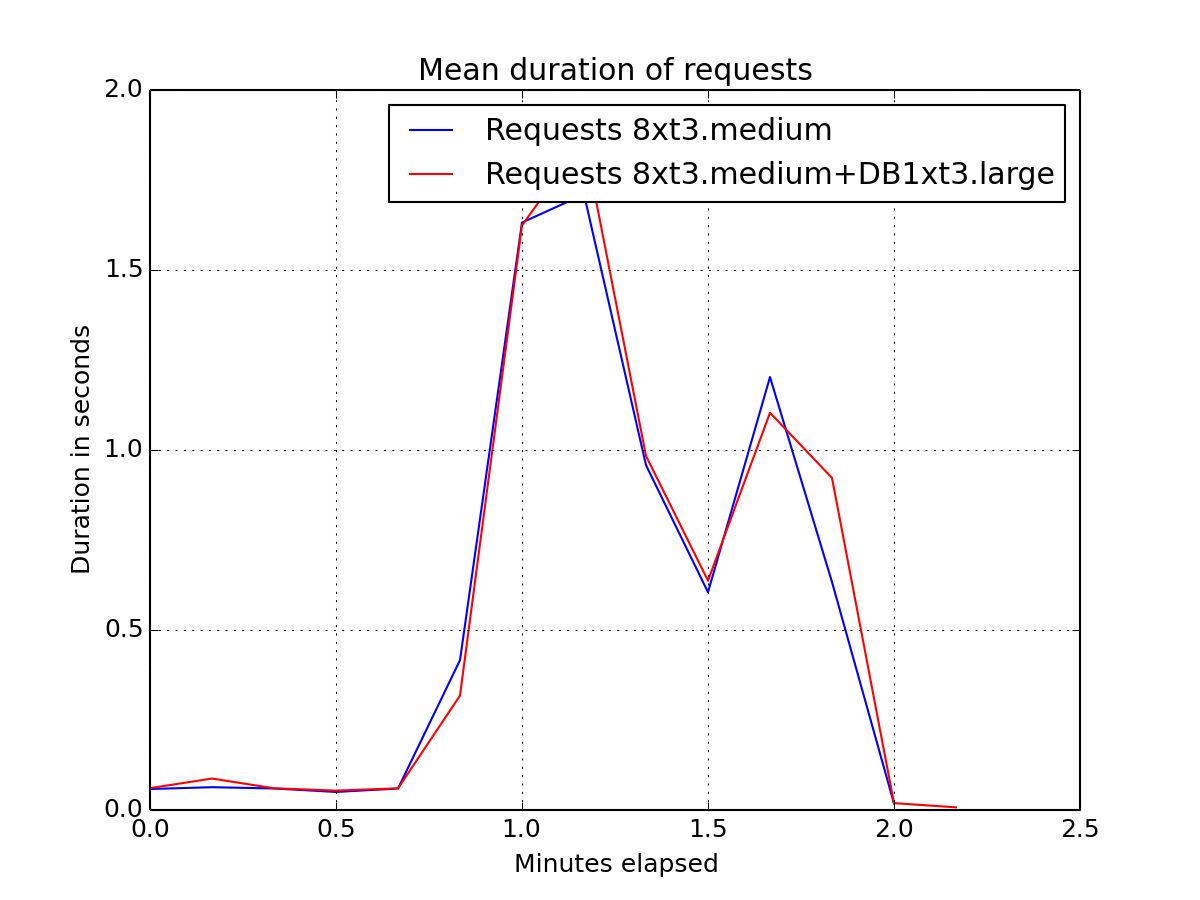 Mean duration of requests
2.0
Requests 8xt3.medium
Requests 8xt3.medium+DB1xt3.large
1.5
1.0
Duration in seconds
0.5
0.0
0.0 0.5 1.0 1.5 2.0 2.5
Minutes elapsed